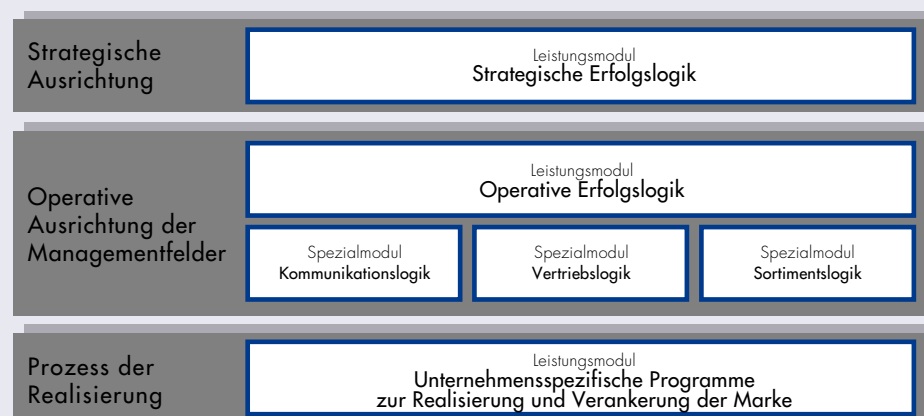 Strategische
Ausrichtung
Leistungsmodul
Strategische Erfolgslogik
Operative
Ausrichtung der
Managementfelder
Leistungsmodul
Operative Erfolgslogik
Spezialmodul
Kommunikationslogik
Spezialmodul
Vertriebslogik
Spezialmodul
Sortimentslogik
Prozess der
Realisierung
Leistungsmodul
Unternehmensspezifische Programme
zur Realisierung und Verankerung der Marke